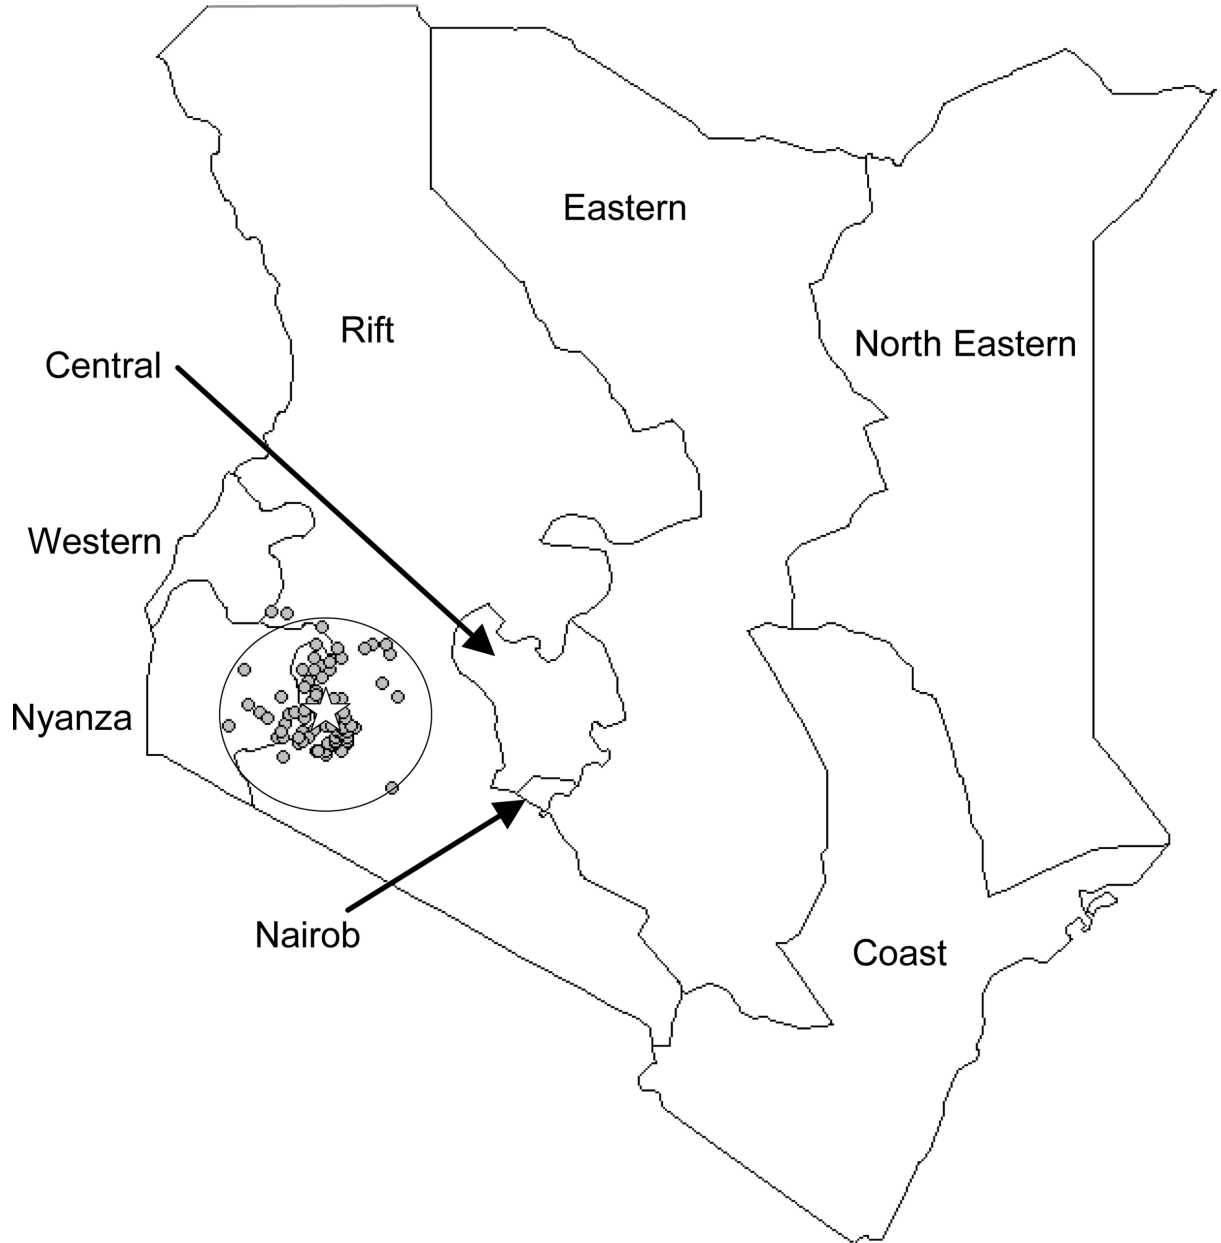 Eastern
Rift
North Eastern
Central
Western
Nyanza
Nairob
Coast